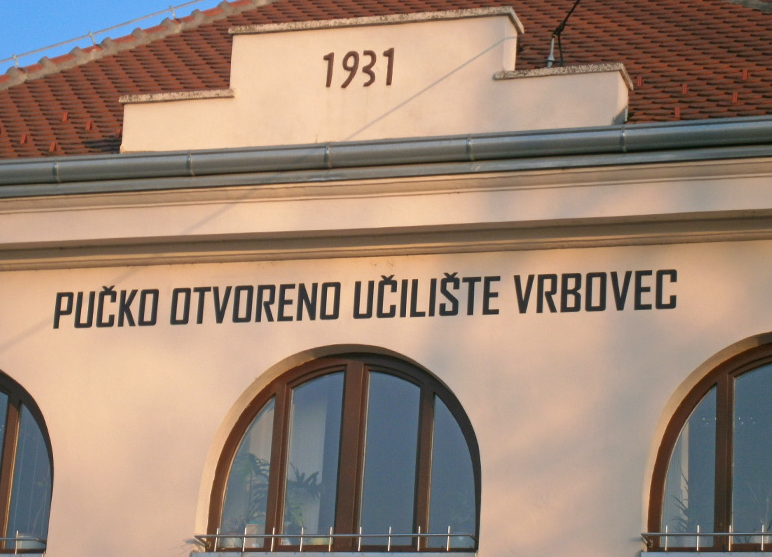 1931
PUČKO OTVORENO UČILIŠTE VRBOVEC